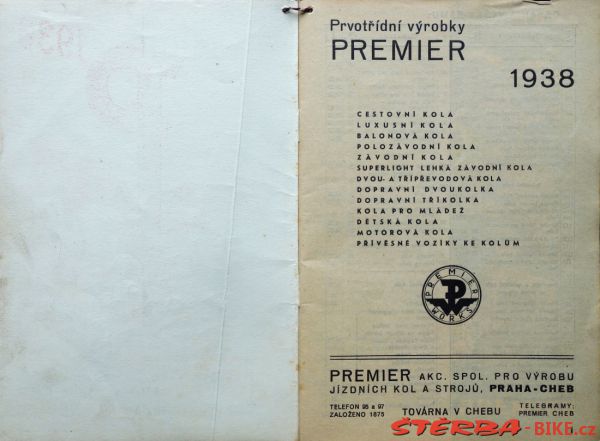 Prvotřídní výrobky
PREMIER
1938
CESTOVNÍ KOLA
LUXUSNÍ KOLA
BALONOVÁ KOLA
POLOZÁVODNÍ KOLA
ZÁVODNÍ KOLA
SUPERLIGHT LEHKÁ ZÁVODNÍ KOLA
DVOU- A TŘÍPŘEVODOVÁ KOLA
DOPRAVNÍ DVOUKOLKA
DOPRAVNÍ TŘÍKOLKA
KOLA PRO MLÁDEŽ
DĚTSKÁ KOLA
MOTOROVÁ KOLA
PŘÍVĚSNÉ VOZÍKY KE KOLŮM
PREMIER
PW
WORKS
PREMIER AKC. SPOL. PRO VÝROBU
JÍZDNÍCH KOL A STROJŮ, PRAHA-CHEB
TELEFON 95 a 97
ZALOŽENO 1875
TOVÁRNA V CHEBU
TELEGRAMY:
PREMIER CHEB
ŠTĚRBA-BIKE.cz